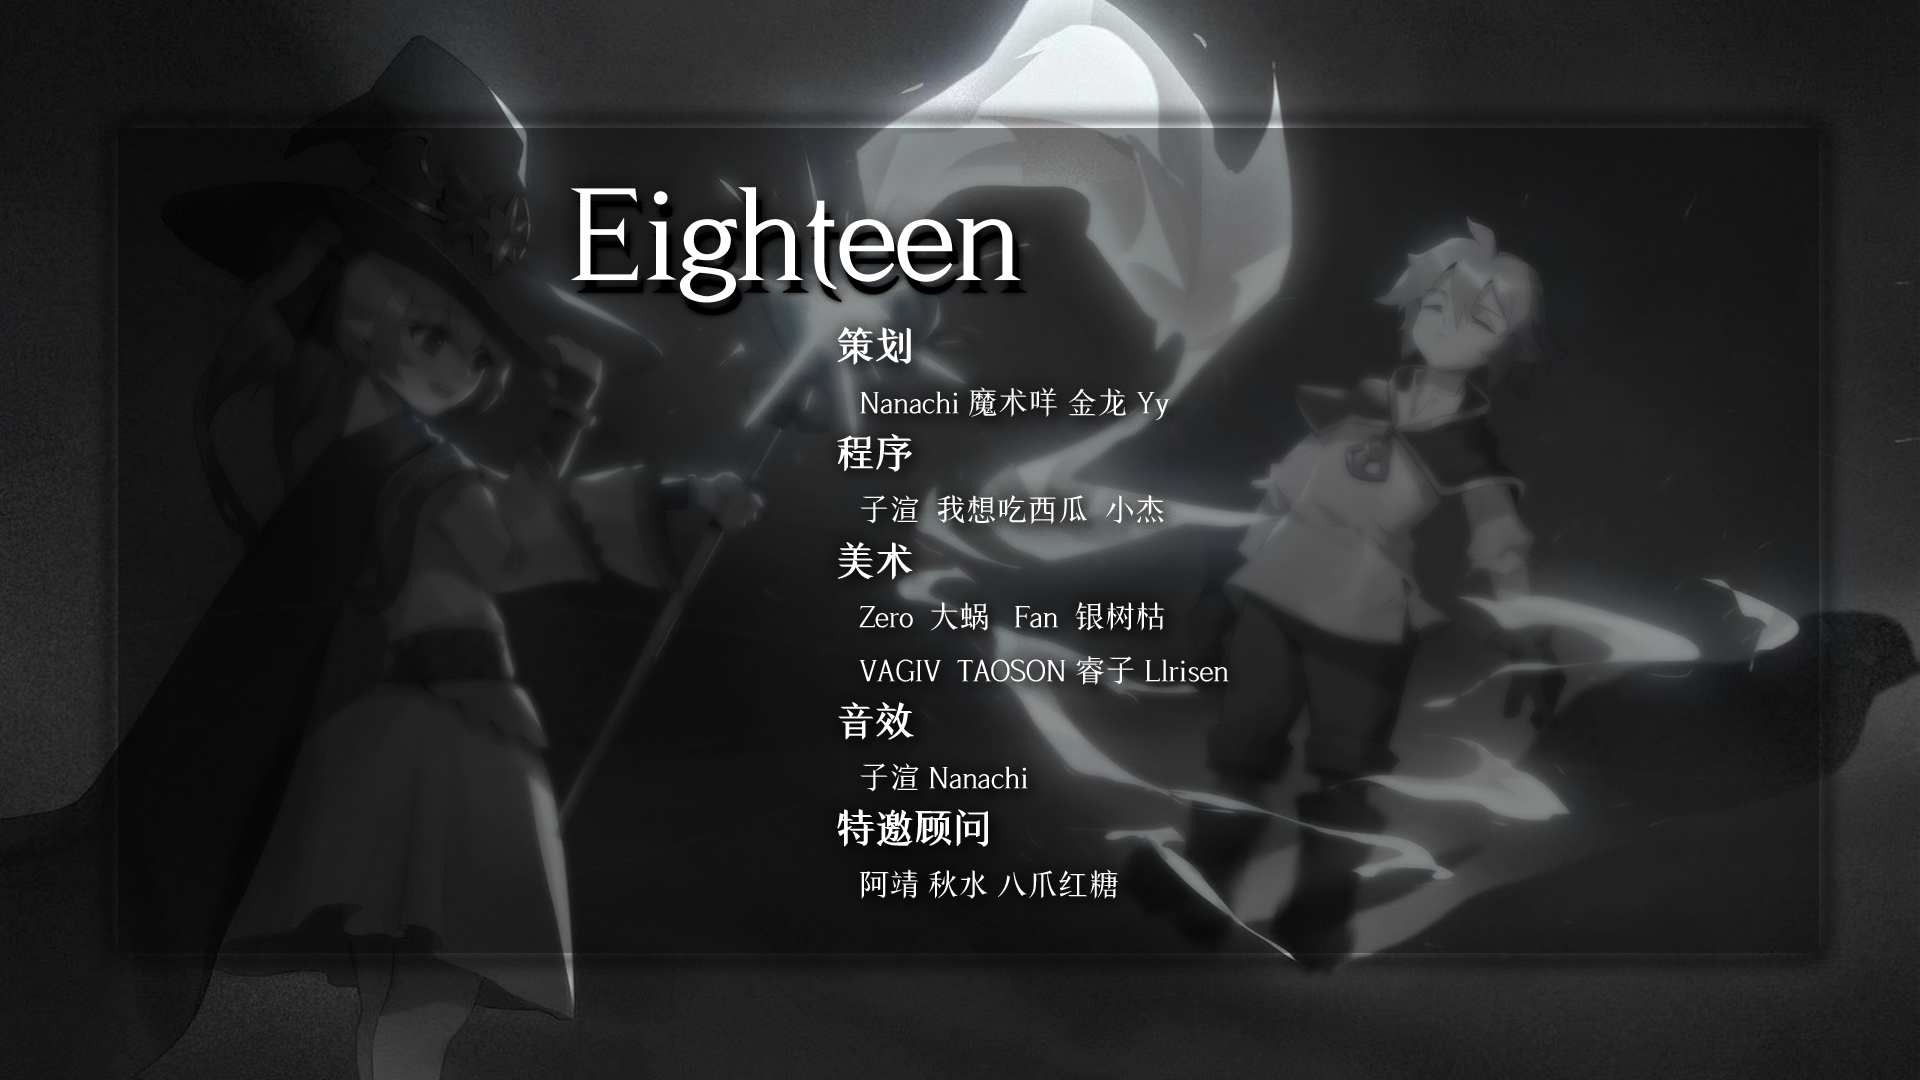 Eighteen
策划
Nanachi 魔术咩 金龙 Yy
程序
子渲 我想吃西瓜 小杰
美术
Zero 大蜗 Fan 银树枯
VAGIV TAOSON 睿子 Llrisen
音效
子渲 Nanachi
特邀顾问
阿靖 秋水 八爪红糖